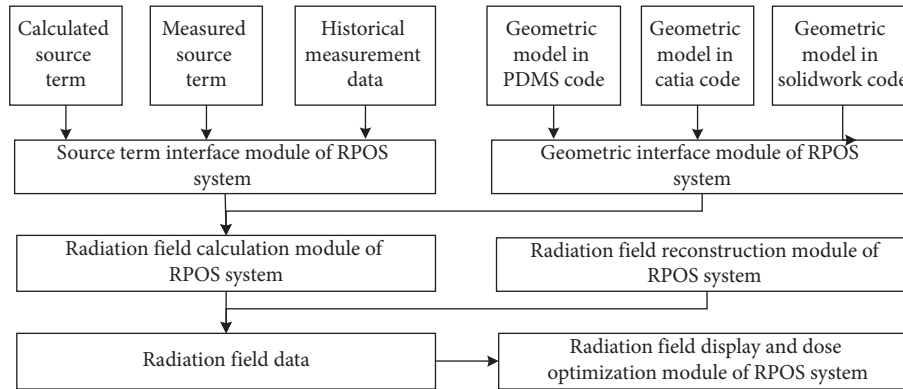 Calculated
source
term
Measured
source
term
Historical
measurement
data
Geometric
model in
PDMS code
Geometric
model in
catia code
Geometric
model in
solidwork code
Source term interface module of RPOS
system
Geometric interface module of RPOS
system
Radiation field calculation module of
RPOS system
Radiation field reconstruction module of
RPOS system
Radiation field data
Radiation field display and dose
optimization module of RPOS system